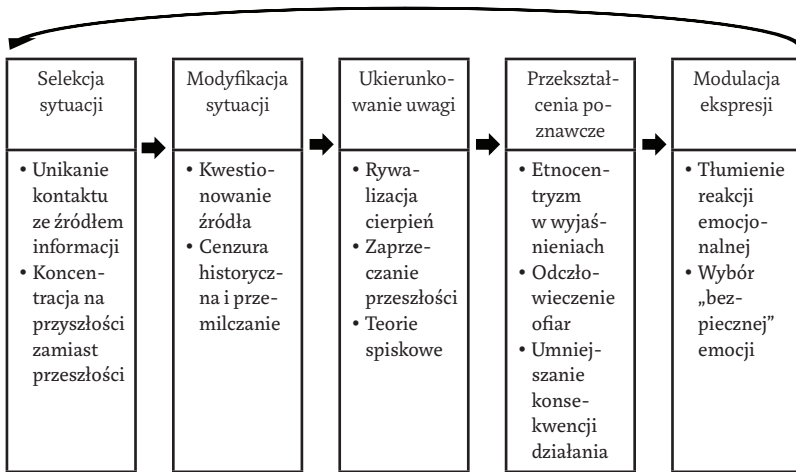 Selekcja
sytuacji
• Unikanie
kontaktu
ze źródłem
informacji
• Koncen-
tracja na
przyszłości
zamiast
przeszłości
Modyfikacja
sytuacji
• Kwestio-
nowanie
źródła
• Cenzura
historycz-
na i prze-
milczanie
Ukierunko-
wanie uwagi
• Rywa-
lizacja
cierpień
• Zaprze-
czanie
przeszłości
• Teorie
spiskowe
Przekształ-
cenia po-
znawcze
• Etnocen-
tryzm
w wyjaś-
nieniach
• Odczło-
wieczenie
ofiar
• Umniej-
szanie
konse-
kwencji
działania
Modulacja
ekspresji
• Tłumienie
reakcji
emocjo-
nalnej
• Wybór
„bez-
piecznej”
emocji